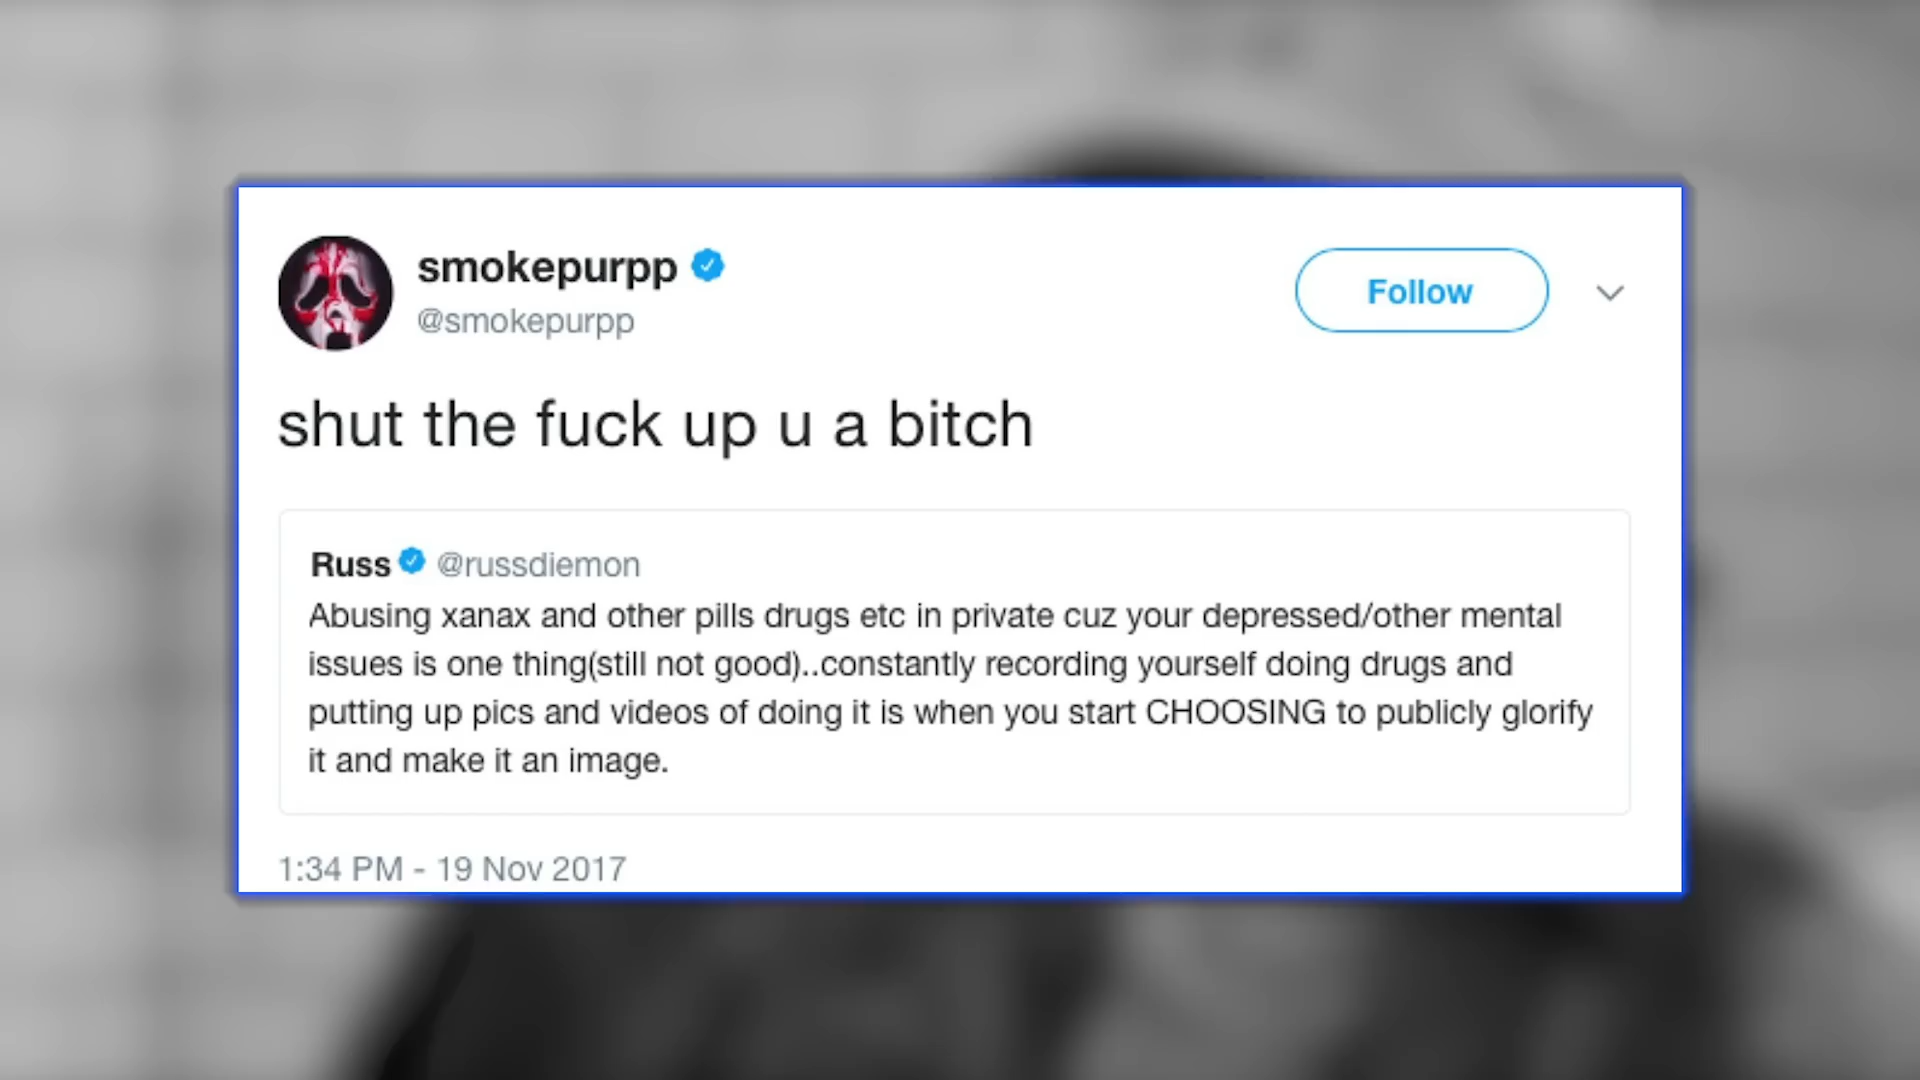 smokepurpp
@smokepurpp
Follow
shut the fuck up u a bitch
Russ @russdiemon
Abusing xanax and other pills drugs etc in private cuz your depressed/other mental
issues is one thing(still not good)..constantly recording yourself doing drugs and
putting up pics and videos of doing it is when you start CHOOSING to publicly glorify
it and make it an image.
1:34 PM - 19 Nov 2017